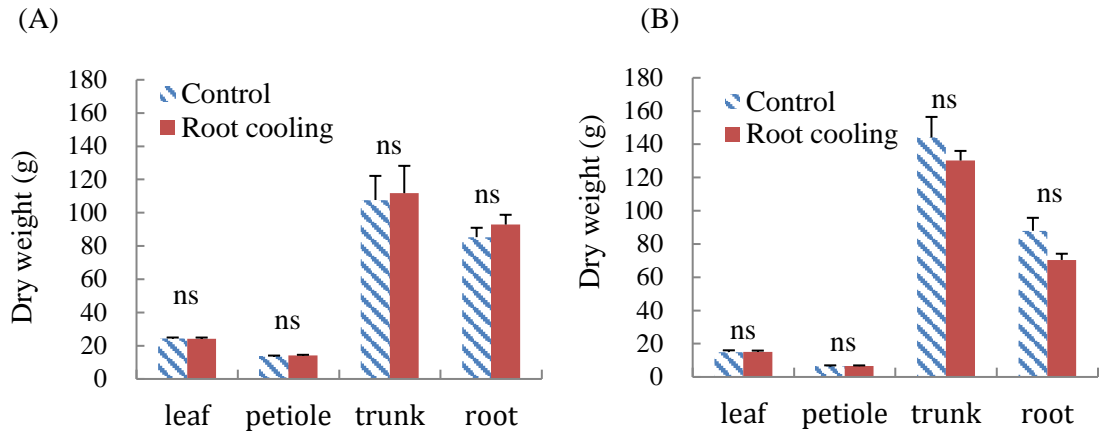 (A)
Dry weight (g)
180
160
140
120
100
80
60
40
20
0
Control
Root cooling
ns
ns
ns
ns
leaf petiole trunk root
(B)
Dry weight (g)
180
160
140
120
100
80
60
40
20
0
Control
Root cooling
ns
ns
ns
ns
leaf petiole trunk root